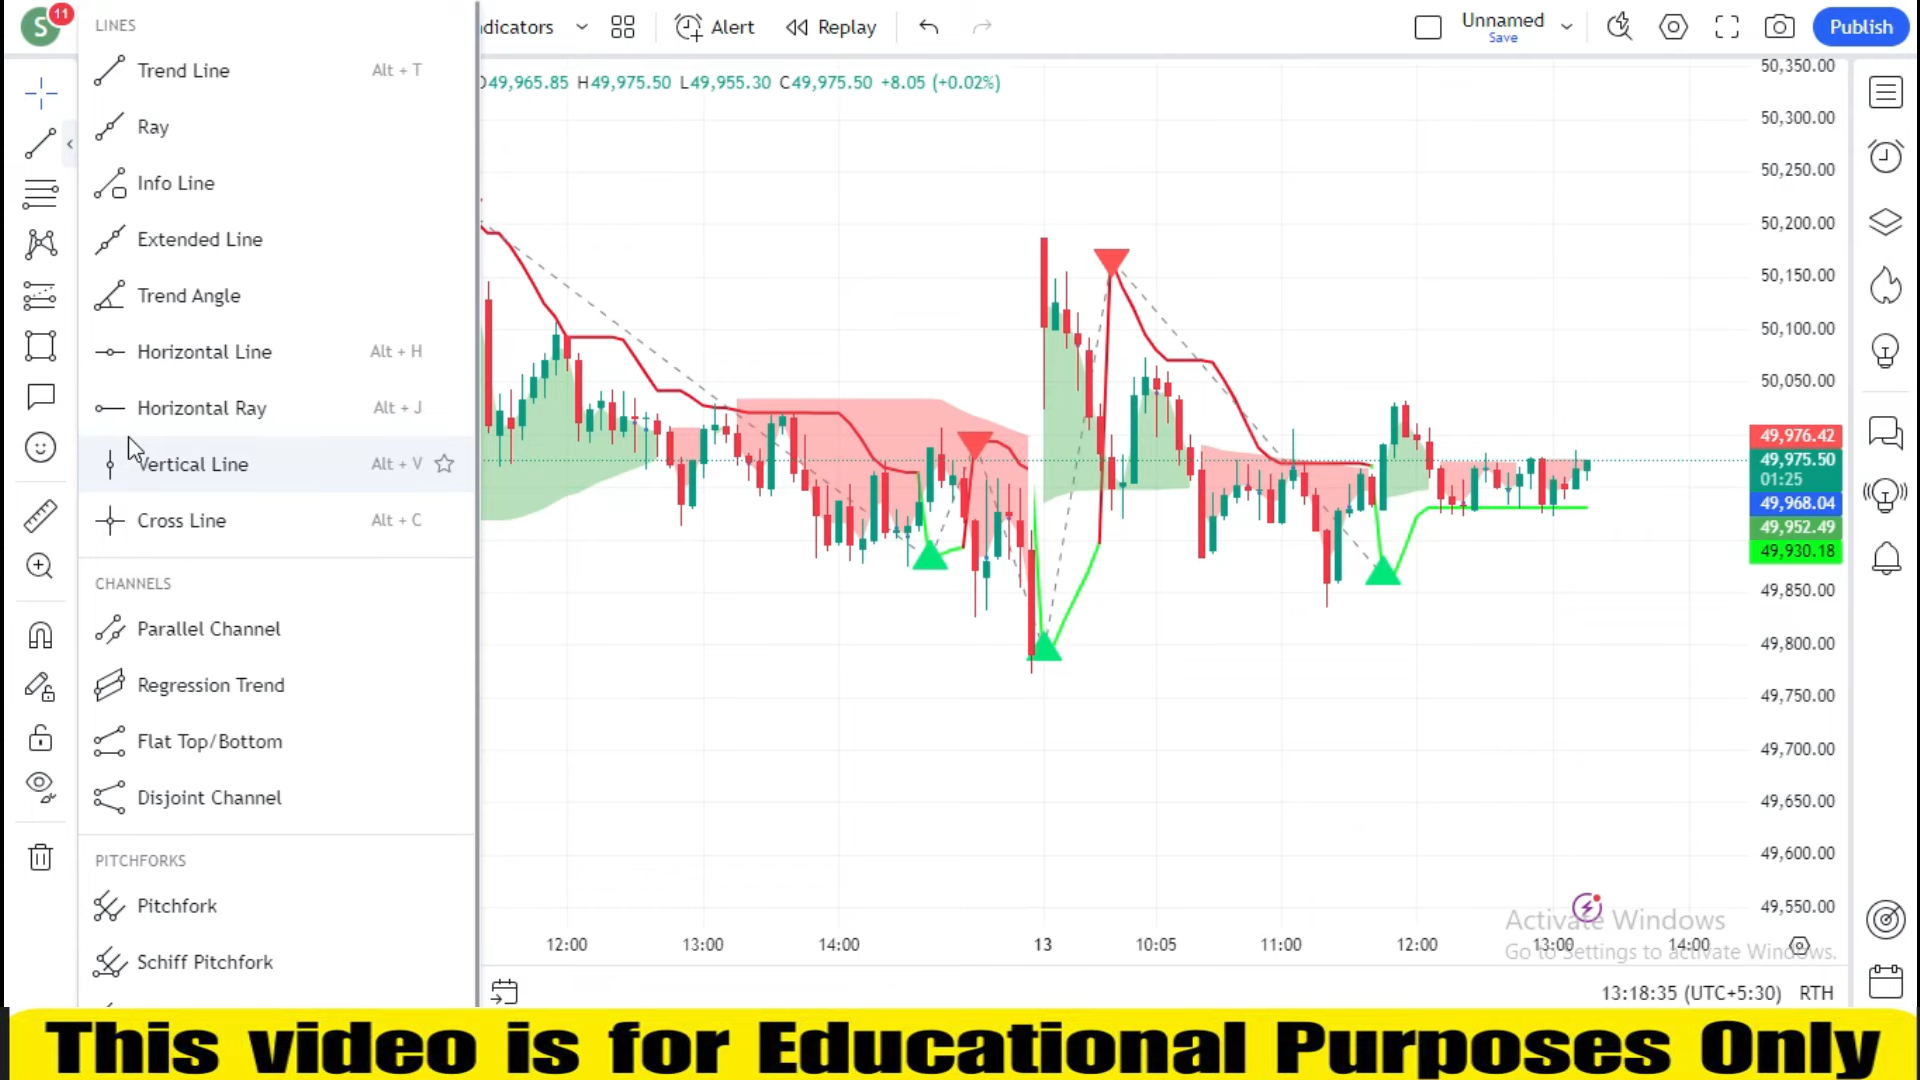 S
11
ndicators
Alert
Replay
Unnamed
Save
Publish
LINES
Trend Line Alt + T
Ray
Info Line
Extended Line
Trend Angle
Horizontal Line Alt + H
Horizontal Ray Alt + J
Vertical Line Alt + V
Cross Line Alt + C
CHANNELS
Parallel Channel
Regression Trend
Flat Top/Bottom
Disjoint Channel
PITCHFORKS
Pitchfork
Schiff Pitchfork
O49,965.85 H49,975.50 L49,955.30 C49,975.50 +8.05 (+0.02%)
50,350.00
50,300.00
50,250.00
50,200.00
50,150.00
50,100.00
50,050.00
49,976.42
49,975.50
01:25
49,968.04
49,952.49
49,930.18
49,850.00
49,800.00
49,750.00
49,700.00
49,650.00
49,600.00
49,550.00
12:00 13:00 14:00 13 10:05 11:00 12:00 13:00 14:00
Activate Windows
Go to Settings to activate Windows.
13:18:35 (UTC+5:30) RTH
This video is for Educational Purposes Only